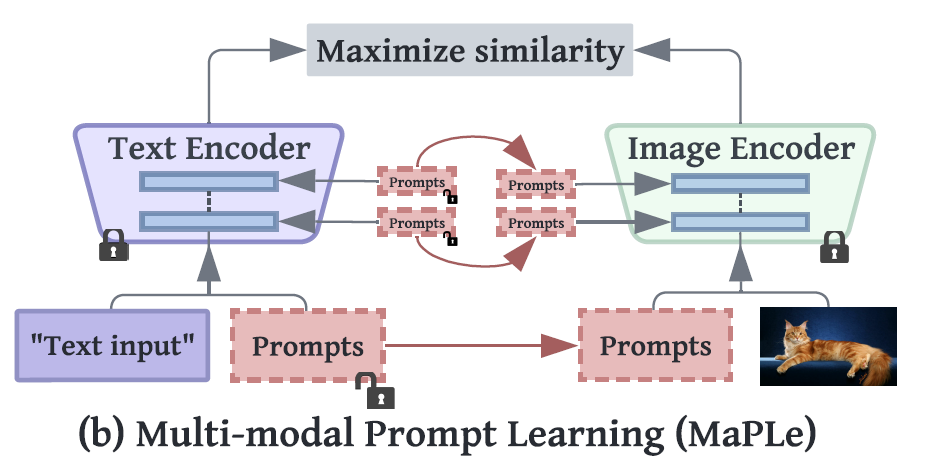 Maximize similarity
Text Encoder
Image Encoder
Prompts
Prompts
Prompts
Prompts
"Text input"
Prompts
Prompts
(b) Multi-modal Prompt Learning (MaPLe)